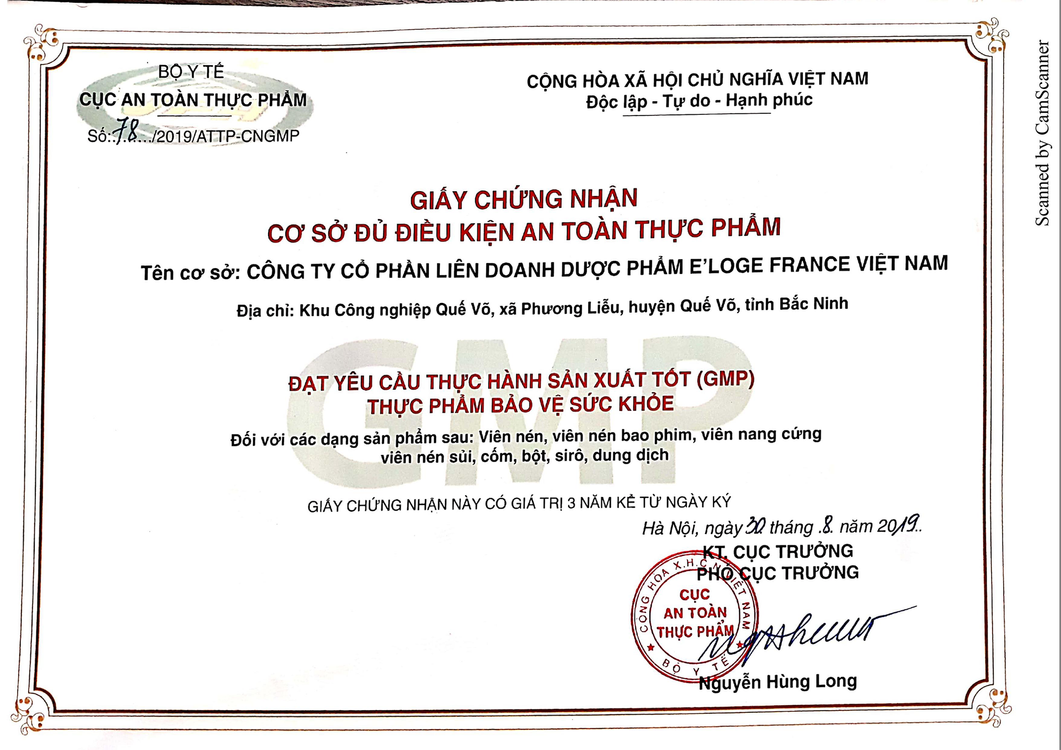 BỘ Y TẾ
CỤC AN TOÀN THỰC PHẨM
Số:.78..../2019/ATTP-CNGMP
CỘNG HÒA XÃ HỘI CHỦ NGHĨA VIỆT NAM
Độc lập - Tự do - Hạnh phúc
GIẤY CHỨNG NHẬN
CƠ SỞ ĐỦ ĐIỀU KIỆN AN TOÀN THỰC PHẨM
Tên cơ sở: CÔNG TY CỔ PHẦN LIÊN DOANH DƯỢC PHẨM E'LOGE FRANCE VIỆT NAM
Địa chỉ: Khu Công nghiệp Quế Võ, xã Phương Liễu, huyện Quế Võ, tỉnh Bắc Ninh
GMP
ĐẠT YÊU CẦU THỰC HÀNH SẢN XUẤT TỐT (GMP)
THỰC PHẨM BẢO VỆ SỨC KHỎE
Đối với các dạng sản phẩm sau: Viên nén, viên nén bao phim, viên nang cứng
viên nén sủi, cốm, bột, sirô, dung dịch
GIẤY CHỨNG NHẬN NÀY CÓ GIÁ TRỊ 3 NĂM KỂ TỪ NGÀY KÝ
Hà Nội, ngày 30 tháng .8. năm 2019..
KT. CỤC TRƯỞNG
PHÓ CỤC TRƯỞNG
CỘNG HÒA X.H.C.N VIỆT NAM
CỤC
AN TOÀN
THỰC PHẨM
BỘ Y TẾ
Nguyễn Hùng Long
Scanned by CamScanner